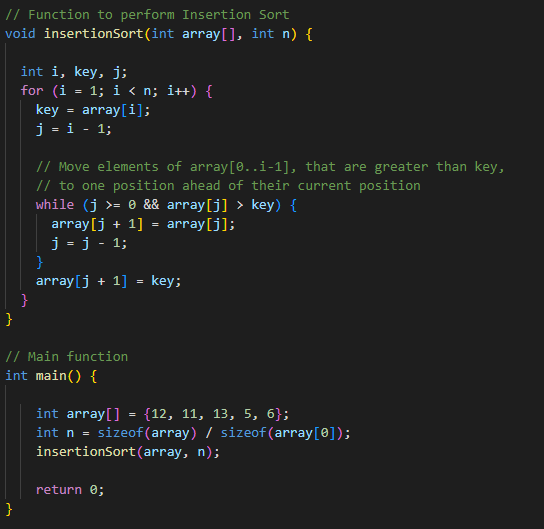 // Function to perform Insertion Sort
void insertionSort(int array[], int n) {
int i, key, j;
for (i = 1; i < n; i++) {
key = array[i];
j = i - 1;
// Move elements of array[0..i-1], that are greater than key,
// to one position ahead of their current position
while (j >= 0 && array[j] > key) {
array[j + 1] = array[j];
j = j - 1;
}
array[j + 1] = key;
}
}
// Main function
int main() {
int array[] = {12, 11, 13, 5, 6};
int n = sizeof(array) / sizeof(array[0]);
insertionSort(array, n);
return 0;
}